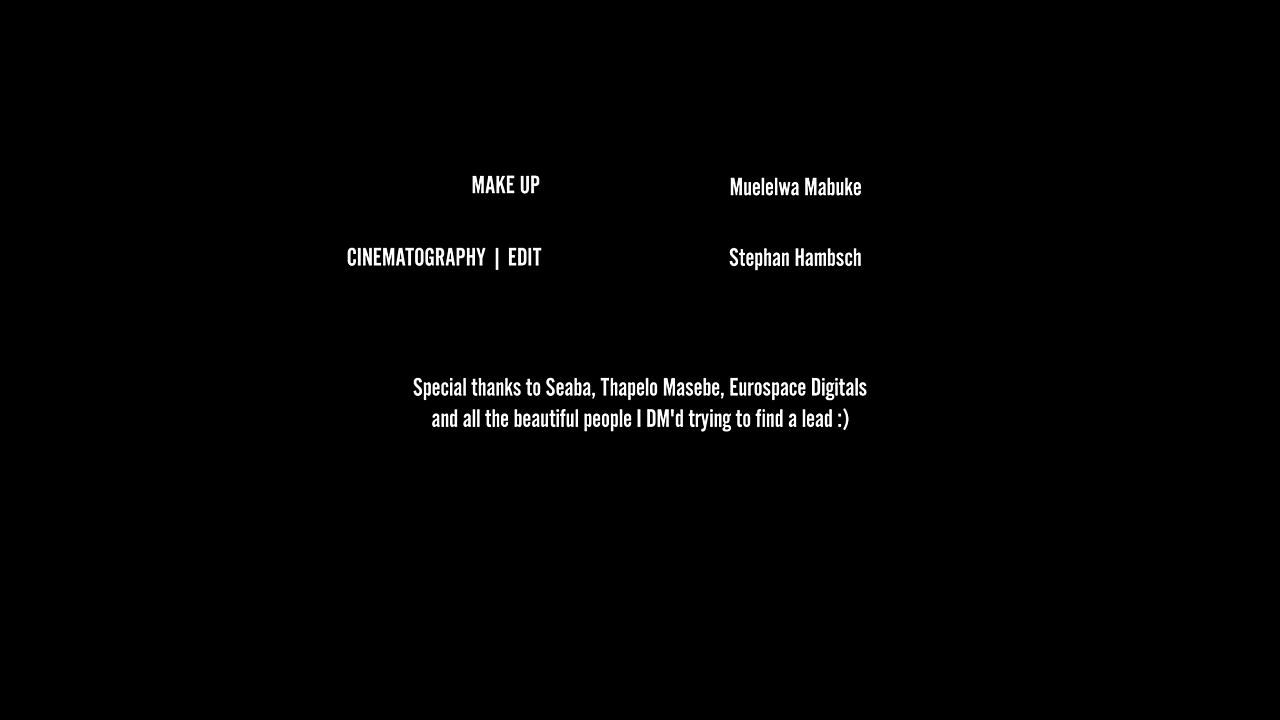 MAKE UP Muelelwa Mabuke
CINEMATOGRAPHY | EDIT Stephan Hambsch
Special thanks to Seaba, Thapelo Masebe, Eurospace Digitals
and all the beautiful people I DM'd trying to find a lead :)